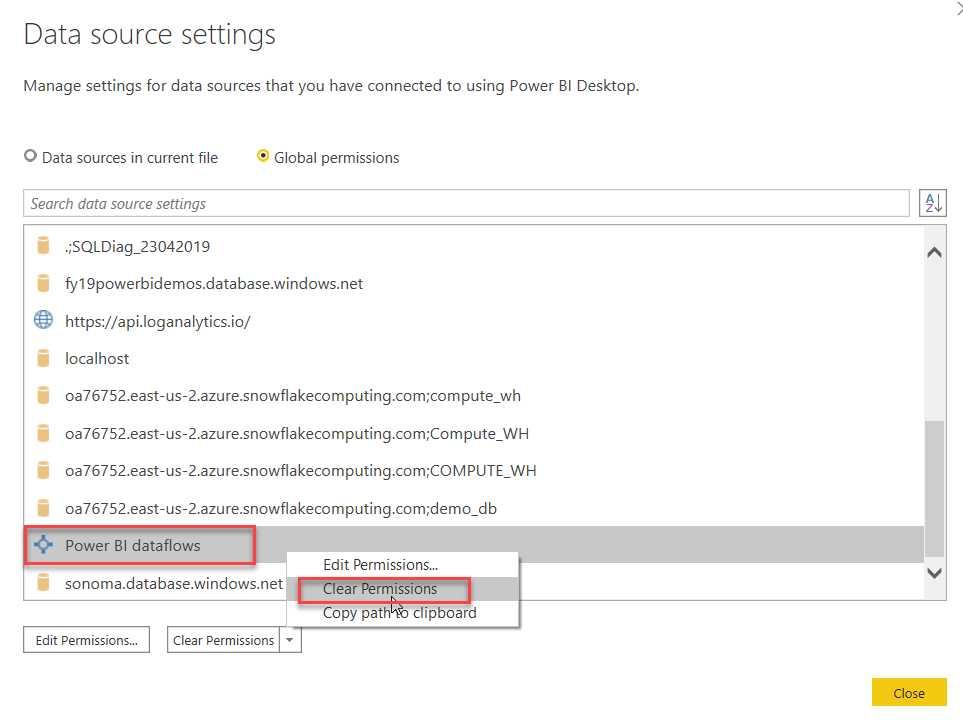 Data source settings
Manage settings for data sources that you have connected to using Power BI Desktop.
Data sources in current file
Global permissions
Search data source settings
A
Z
.;SQLDiag_23042019
fy19powerbidemos.database.windows.net
https://api.loganalytics.io/
localhost
oa76752.east-us-2.azure.snowflakecomputing.com;compute_wh
oa76752.east-us-2.azure.snowflakecomputing.com;Compute_WH
oa76752.east-us-2.azure.snowflakecomputing.com;COMPUTE_WH
oa76752.east-us-2.azure.snowflakecomputing.com;demo_db
Power BI dataflows
sonoma.database.windows.net
Edit Permissions...
Clear Permissions
Copy path to clipboard
Edit Permissions...
Clear Permissions
Close